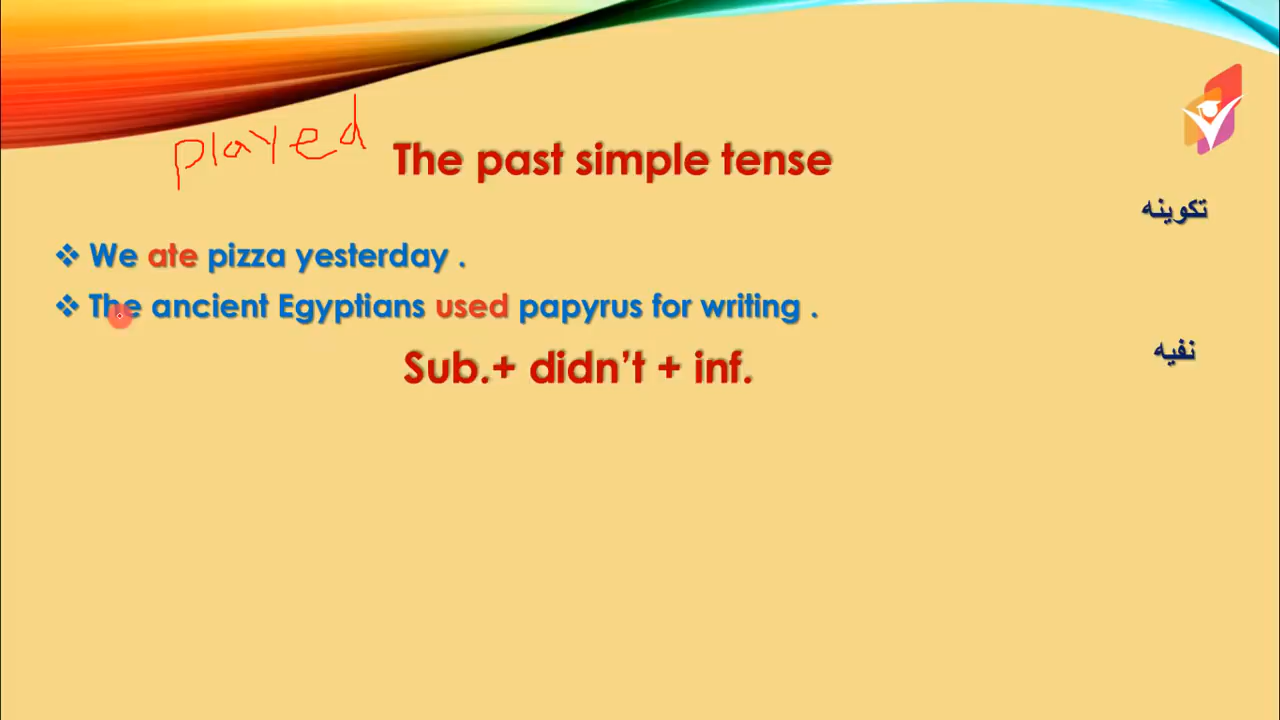 played
The past simple tense
تكوينه
❖ We ate pizza yesterday .
❖ The ancient Egyptians used papyrus for writing .
نفيه
Sub.+ didn’t + inf.